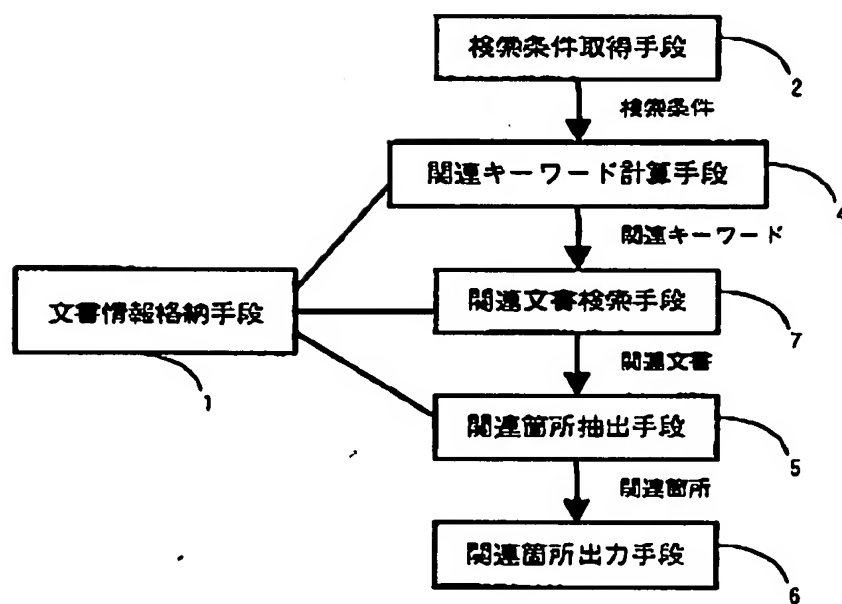 検索条件取得手段
2
検索条件
関連キーワード計算手段
4
関連キーワード
文書情報格納手段
1
関連文書検索手段
7
関連文書
関連箇所抽出手段
5
関連箇所
関連箇所出力手段
6